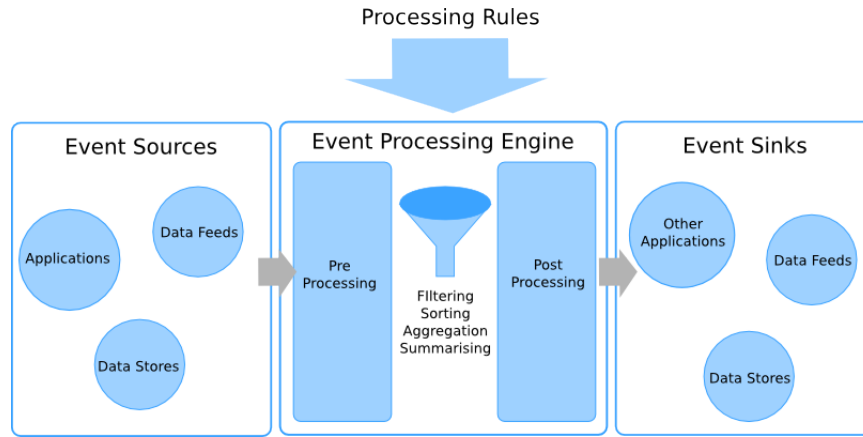 Processing Rules
Event Sources
Applications
Data Feeds
Data Stores
Event Processing Engine
Pre
Processing
FIltering
Sorting
Aggregation
Summarising
Post
Processing
Event Sinks
Other
Applications
Data Feeds
Data Stores